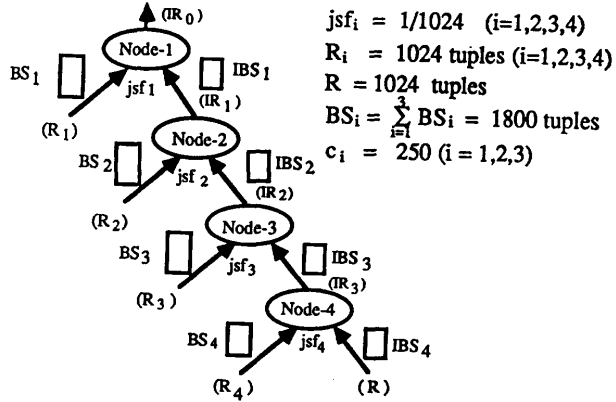 (IR₀)
Node-1
BS₁
IBS₁
jsf₁
(R₁)
(IR₁)
Node-2
BS₂
IBS₂
jsf₂
(R₂)
(IR₂)
Node-3
BS₃
IBS₃
jsf₃
(R₃)
(IR₃)
Node-4
BS₄
IBS₄
jsf₄
(R₄)
(R)
jsfᵢ = 1/1024 (i=1,2,3,4)
Rᵢ = 1024 tuples (i=1,2,3,4)
R = 1024 tuples
BSᵢ = ∑³ᵢ₌₁ BSᵢ = 1800 tuples
cᵢ = 250 (i = 1,2,3)